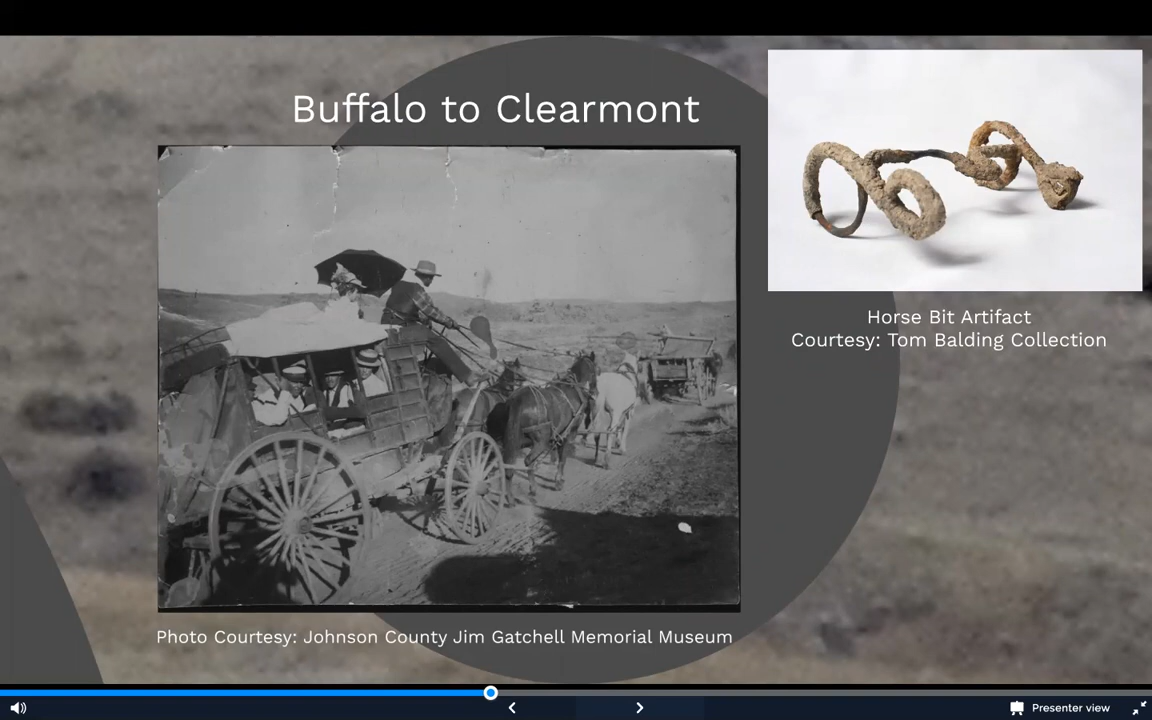 Buffalo to Clearmont
Horse Bit Artifact
Courtesy: Tom Balding Collection
Photo Courtesy: Johnson County Jim Gatchell Memorial Museum
Presenter view